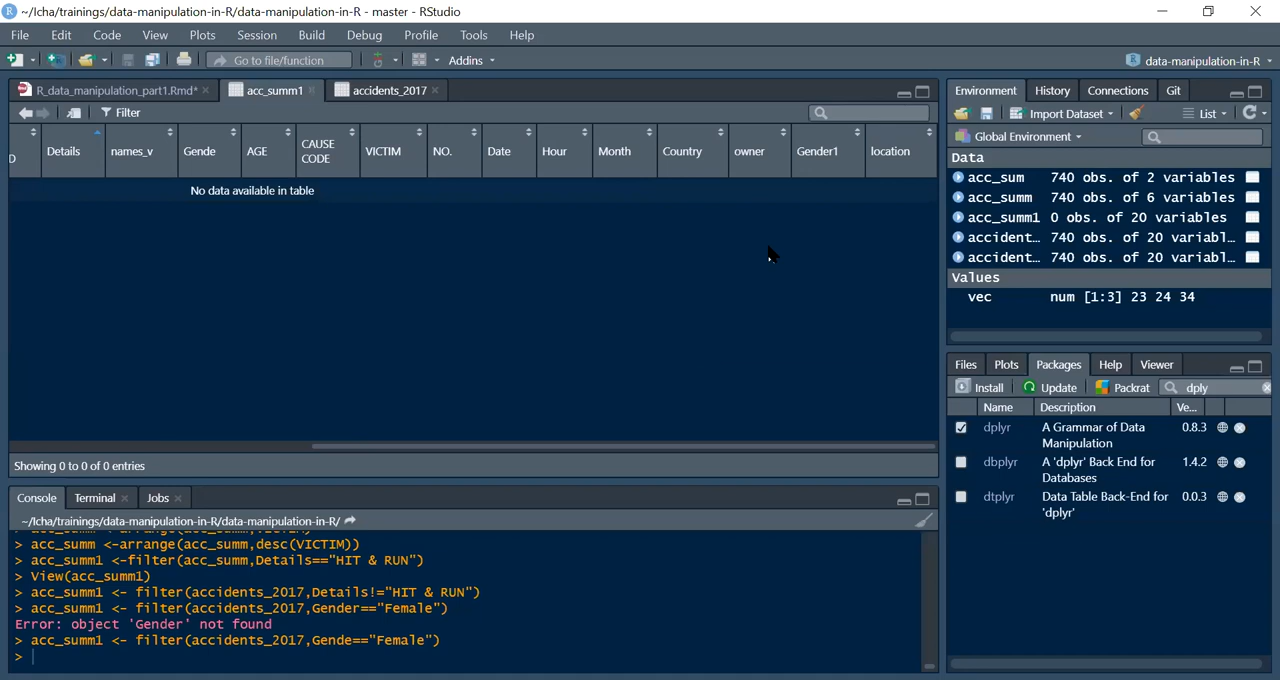 ~/Icha/trainings/data-manipulation-in-R/data-manipulation-in-R - master - RStudio
File Edit Code View Plots Session Build Debug Profile Tools Help
Go to file/function Addins data-manipulation-in-R
R_data_manipulation_part1.Rmd* acc_summ1 accidents_2017
Filter
D Details names_v Gende AGE CAUSE CODE VICTIM NO. Date Hour Month Country owner Gender1 location
No data available in table
Showing 0 to 0 of 0 entries
Console Terminal Jobs
~/Icha/trainings/data-manipulation-in-R/data-manipulation-in-R/
> acc_summ <-arrange(acc_summ,desc(VICTIM))
> acc_summ1 <-filter(acc_summ,Details=="HIT & RUN")
> View(acc_summ1)
> acc_summ1 <- filter(accidents_2017,Details!="HIT & RUN")
> acc_summ1 <- filter(accidents_2017,Gender=="Female")
Error: object 'Gender' not found
> acc_summ1 <- filter(accidents_2017,Gende=="Female")
>
Environment History Connections Git
Import Dataset List
Global Environment
Data
acc_sum 740 obs. of 2 variables
acc_summ 740 obs. of 6 variables
acc_summ1 0 obs. of 20 variables
accident… 740 obs. of 20 variabl…
accident… 740 obs. of 20 variabl…
Values
vec num [1:3] 23 24 34
Files Plots Packages Help Viewer
Install Update Packrat dply
Name Description Ve...
dplyr A Grammar of Data Manipulation 0.8.3
dbplyr A 'dplyr' Back End for Databases 1.4.2
dtplyr Data Table Back-End for 'dplyr' 0.0.3